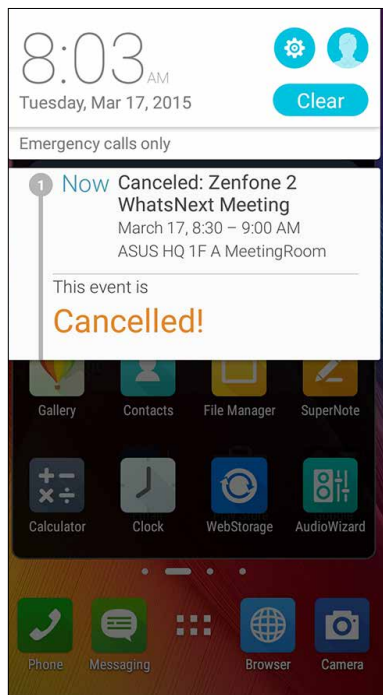 8:03 AM
Tuesday, Mar 17, 2015
Clear
Emergency calls only
1 Now Canceled: Zenfone 2
WhatsNext Meeting
March 17, 8:30 – 9:00 AM
ASUS HQ 1F A MeetingRoom
This event is
Cancelled!
Gallery Contacts File Manager SuperNote
Calculator Clock WebStorage AudioWizard
Phone Messaging Browser Camera